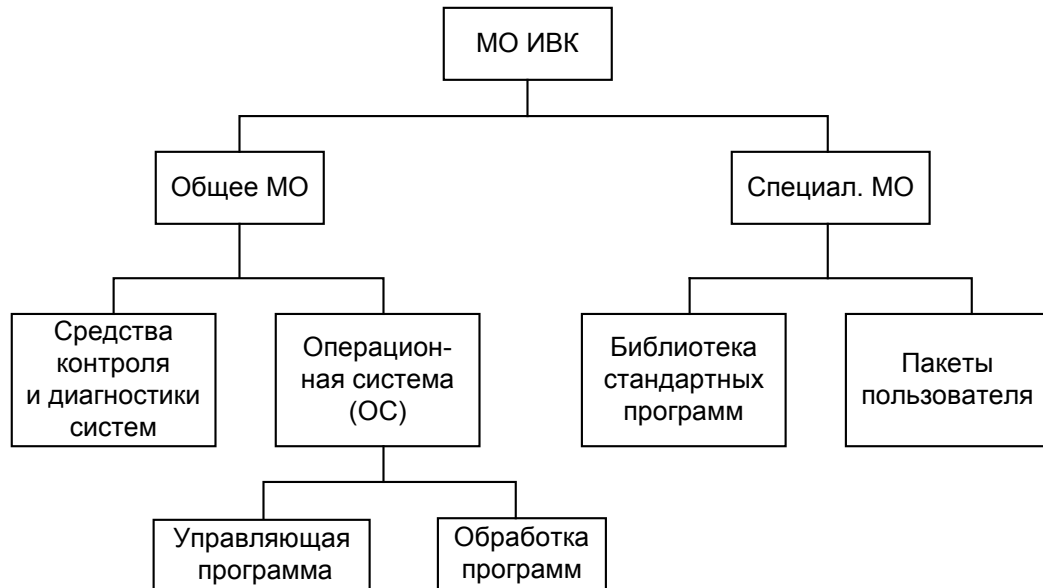 МО ИВК
Общее МО
Специал. МО
Средства
контроля
и диагностики
систем
Операцион-
ная система
(ОС)
Библиотека
стандартных
программ
Пакеты
пользователя
Управляющая
программа
Обработка
программ